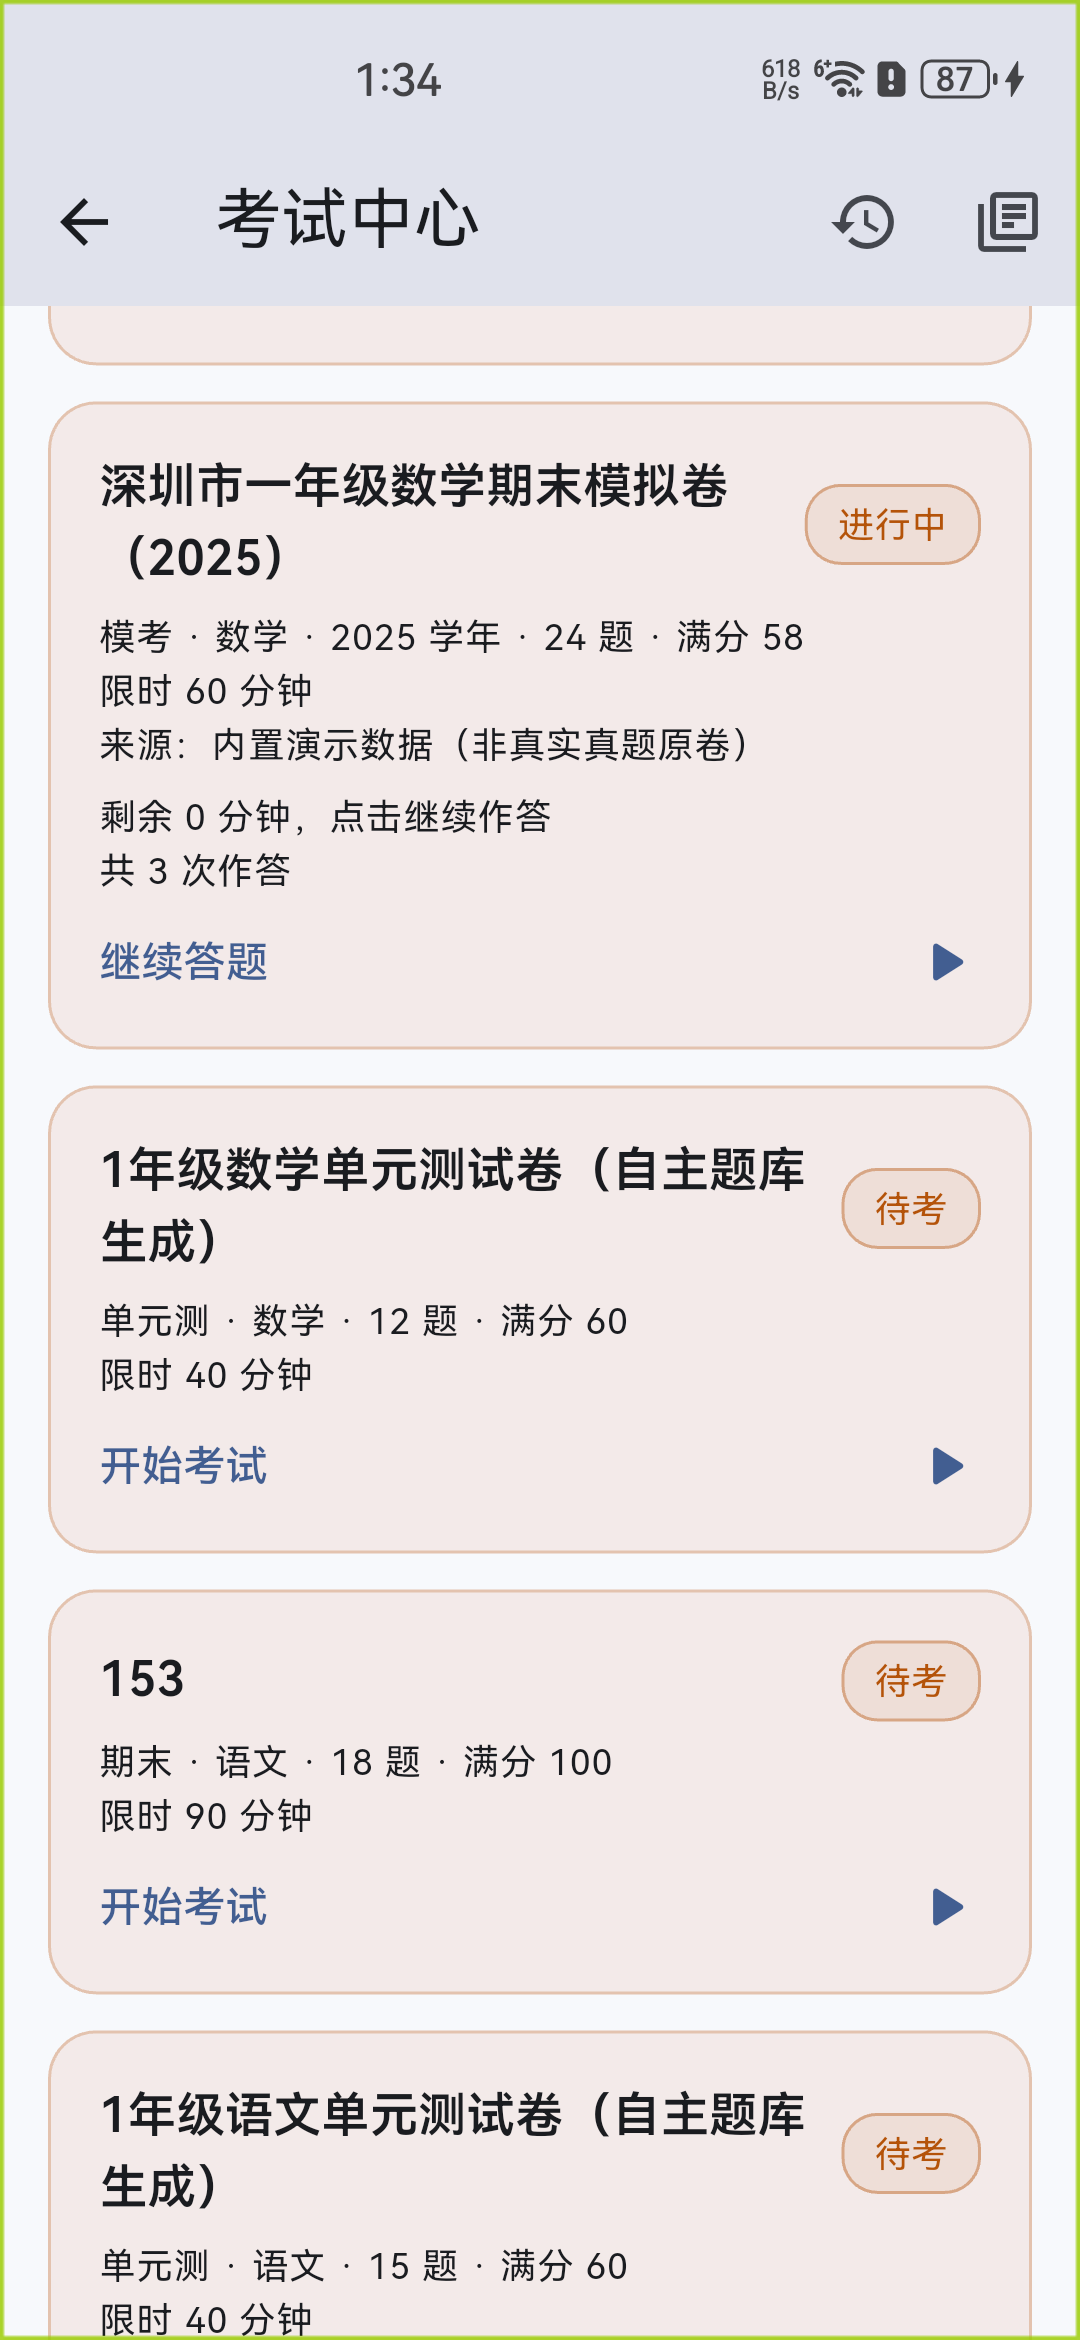 1:34
618 B/s
6+
87
考试中心
深圳市一年级数学期末模拟卷
（2025）
进行中
模考 · 数学 · 2025 学年 · 24 题 · 满分 58
限时 60 分钟
来源：内置演示数据（非真实真题原卷）
剩余 0 分钟，点击继续作答
共 3 次作答
继续答题
1年级数学单元测试卷（自主题库
生成）
待考
单元测 · 数学 · 12 题 · 满分 60
限时 40 分钟
开始考试
153
待考
期末 · 语文 · 18 题 · 满分 100
限时 90 分钟
开始考试
1年级语文单元测试卷（自主题库
生成）
待考
单元测 · 语文 · 15 题 · 满分 60
限时 40 分钟